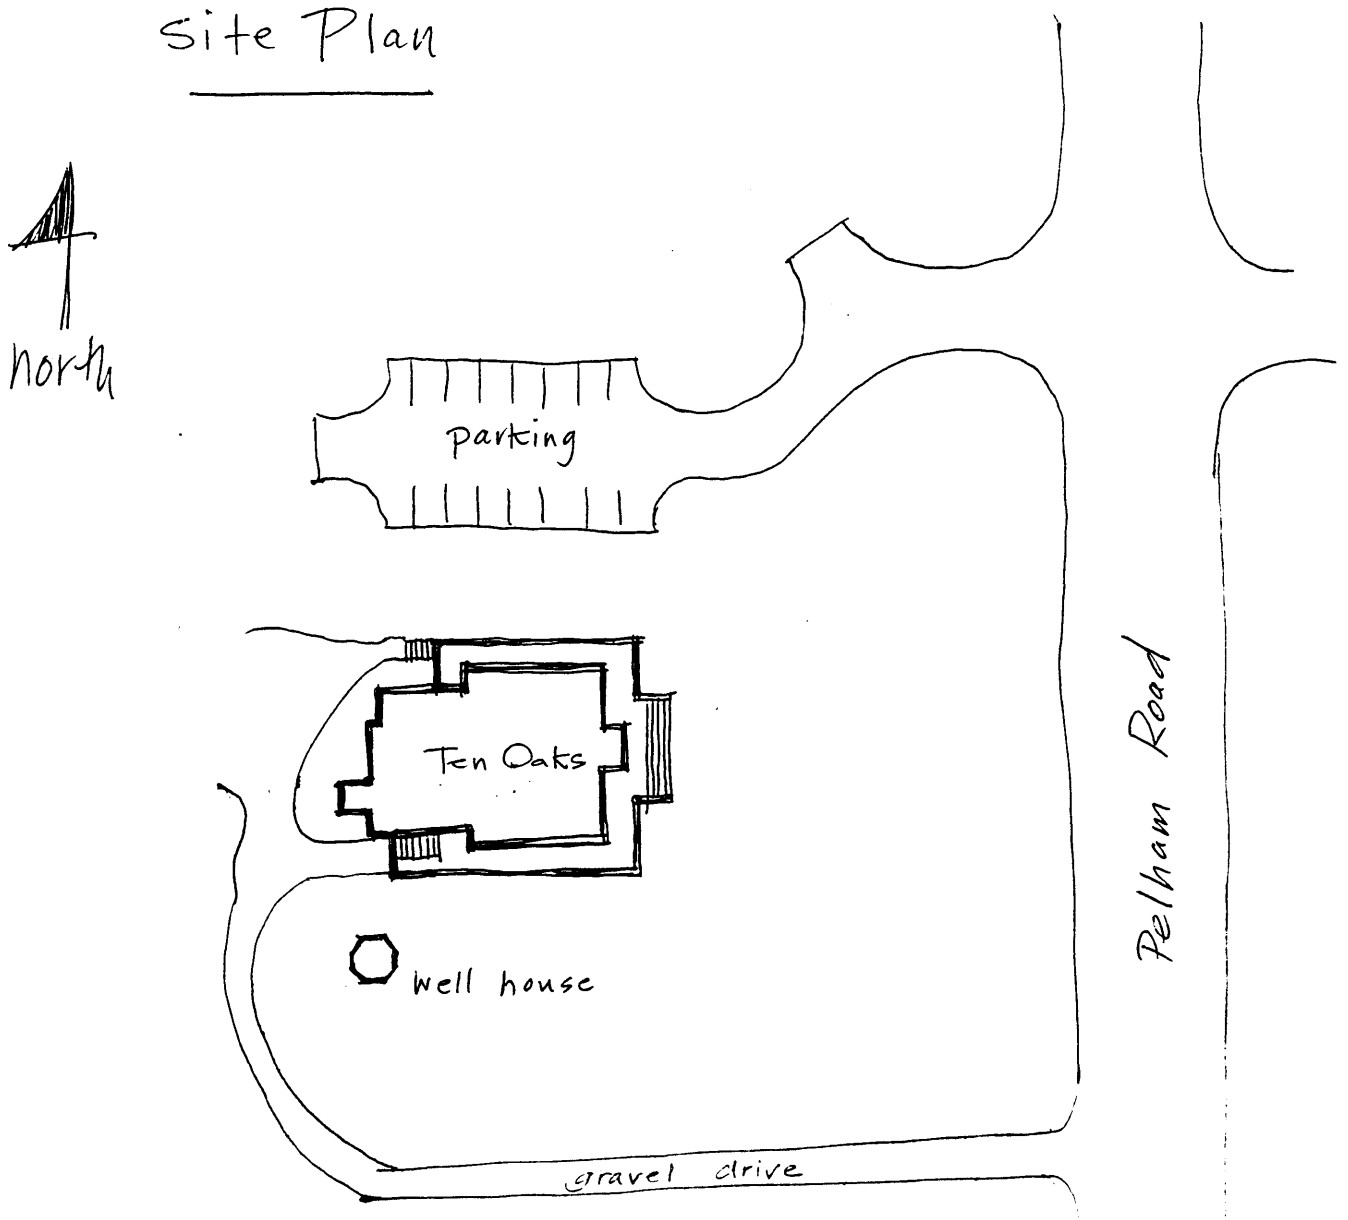 Site Plan
north
parking
Ten Oaks
Pelham Road
well house
gravel drive